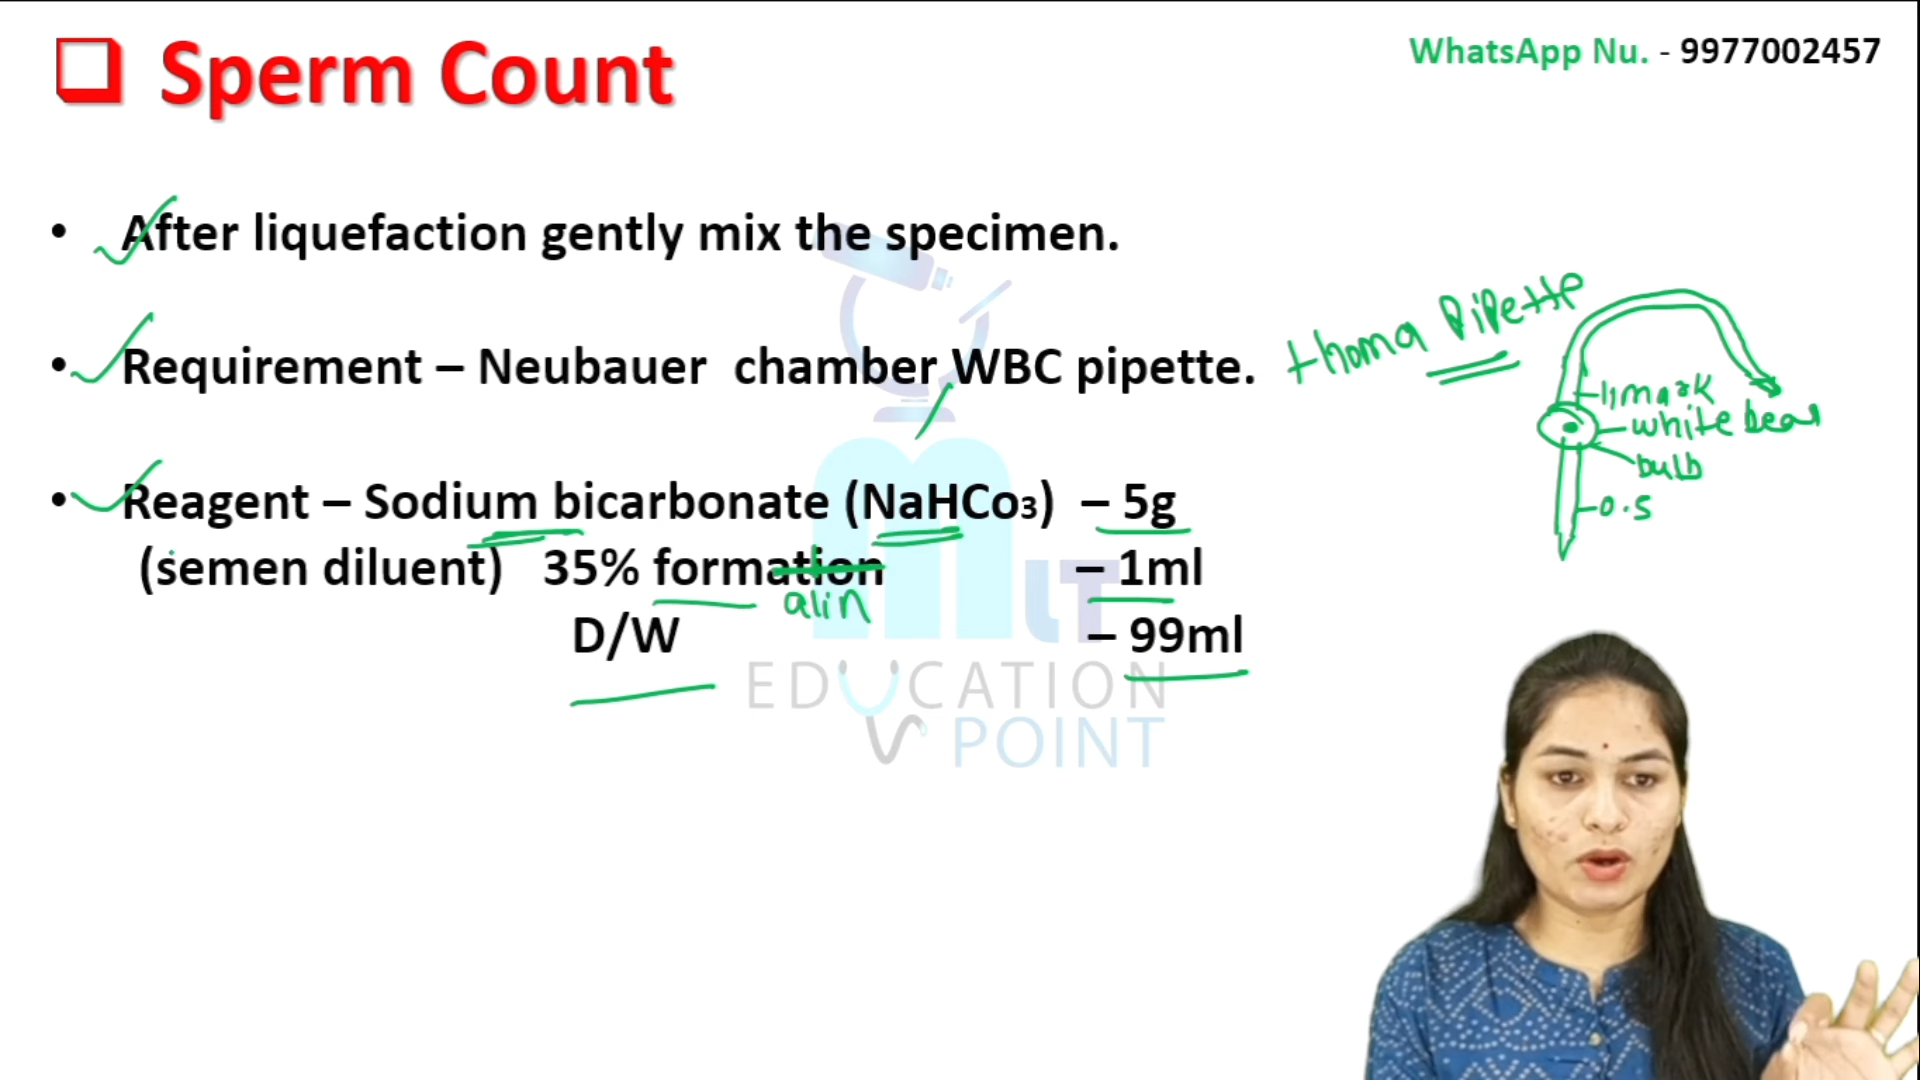 Sperm Count
WhatsApp Nu. - 9977002457
• After liquefaction gently mix the specimen.
• Requirement – Neubauer chamber WBC pipette.
thoma Pipette
11 mark
white bead
bulb
0.5
• Reagent – Sodium bicarbonate (NaHCo₃) – 5g
(semen diluent) 35% formation – 1ml
alin
D/W – 99ml
MLT
EDUCATION
POINT